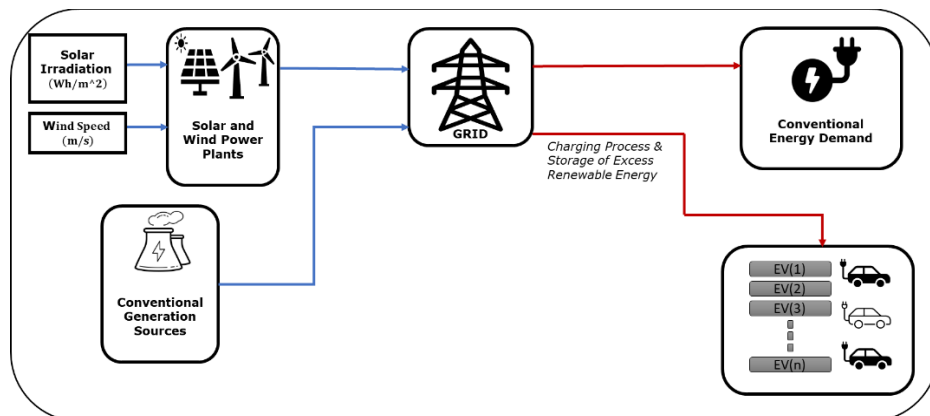 Solar
Irradiation
(Wh/m^2)
Wind Speed
(m/s)
Solar and
Wind Power
Plants
GRID
Conventional
Energy Demand
Charging Process &
Storage of Excess
Renewable Energy
Conventional
Generation
Sources
EV(1)
EV(2)
EV(3)
EV(n)